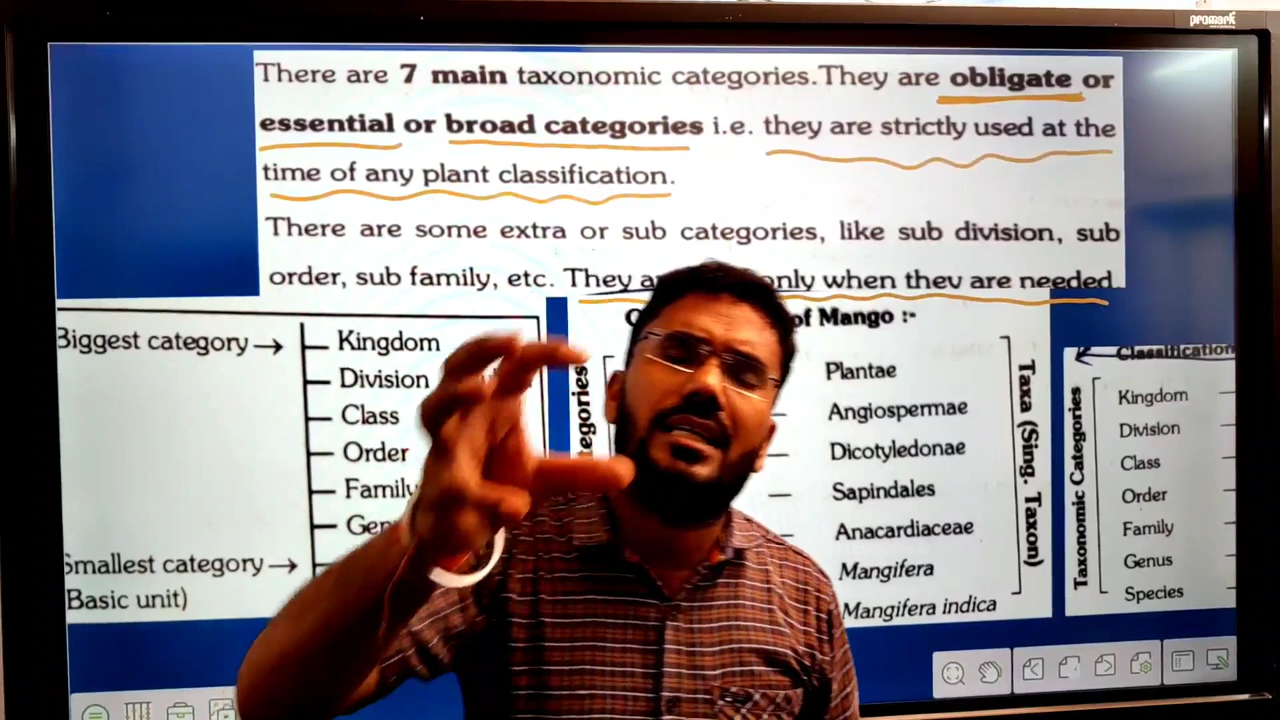 promark
There are 7 main taxonomic categories.They are obligate or
essential or broad categories i.e. they are strictly used at the
time of any plant classification.
There are some extra or sub categories, like sub division, sub
order, sub family, etc. They only when they are needed.
Biggest category →
Kingdom
Division
Class
Order
Family
Smallest category →
(Basic unit)
of Mango :-
Plantae
Angiospermae
Dicotyledonae
Sapindales
Anacardiaceae
Mangifera
Mangifera indica
Taxa (Sing. Taxon)
Classification
Taxonomic Categories
Kingdom
Division
Class
Order
Family
Genus
Species